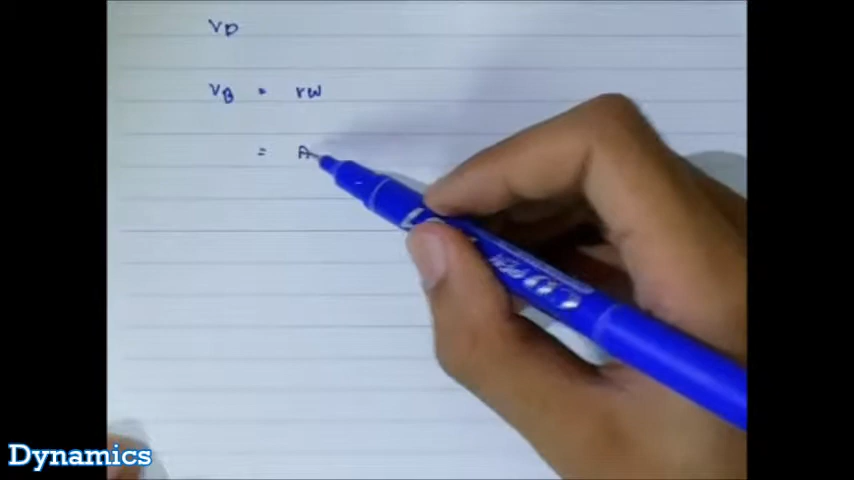 VD
VB = rω
= A
Dynamics